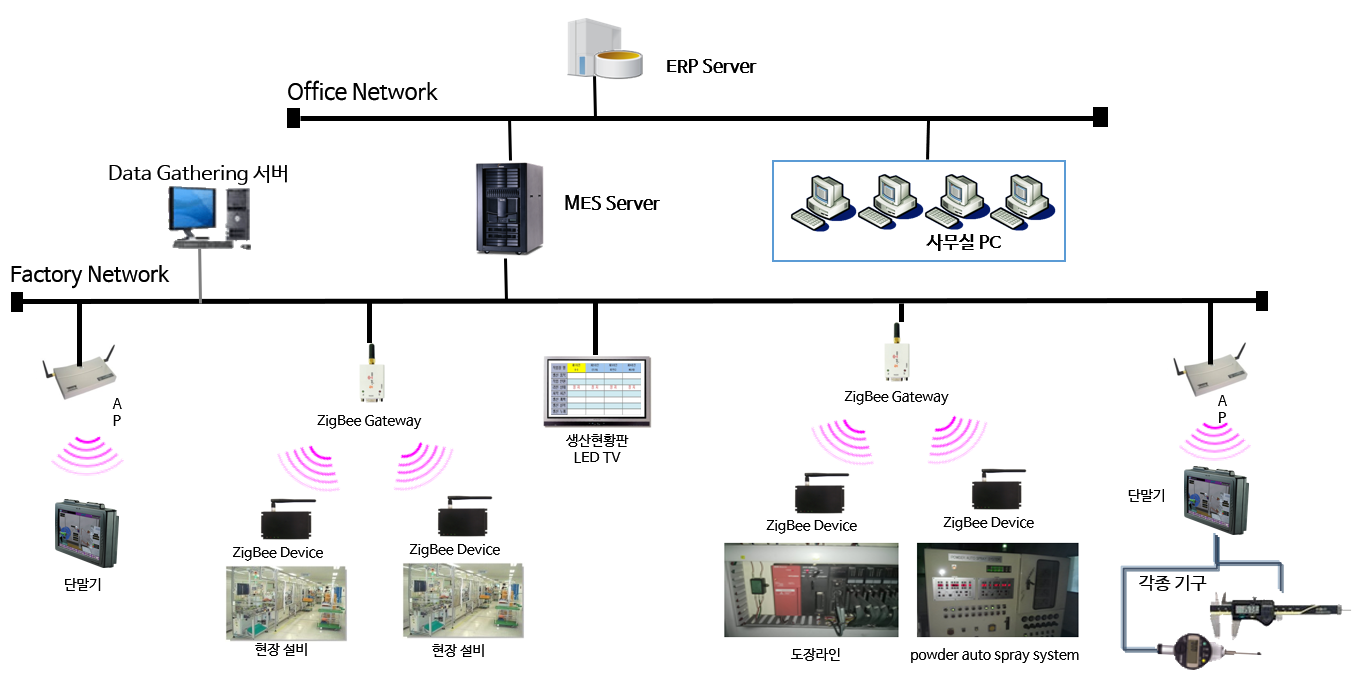 ERP Server
Office Network
Data Gathering 서버
MES Server
사무실 PC
Factory Network
A
P
ZigBee Gateway
생산현황판
LED TV
ZigBee Gateway
A
P
단말기
ZigBee Device
ZigBee Device
ZigBee Device
ZigBee Device
단말기
현장 설비
현장 설비
도장라인
powder auto spray system
각종 기구